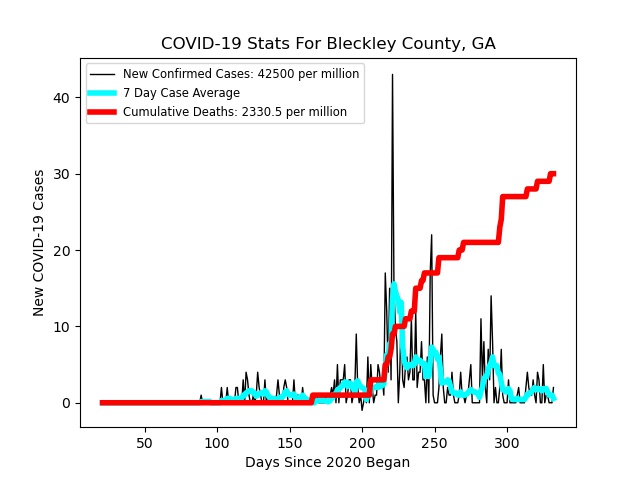 COVID-19 Stats For Bleckley County, GA
New Confirmed Cases: 42500 per million
7 Day Case Average
Cumulative Deaths: 2330.5 per million
New COVID-19 Cases
40
30
20
10
0
50
100
150
200
250
300
Days Since 2020 Began